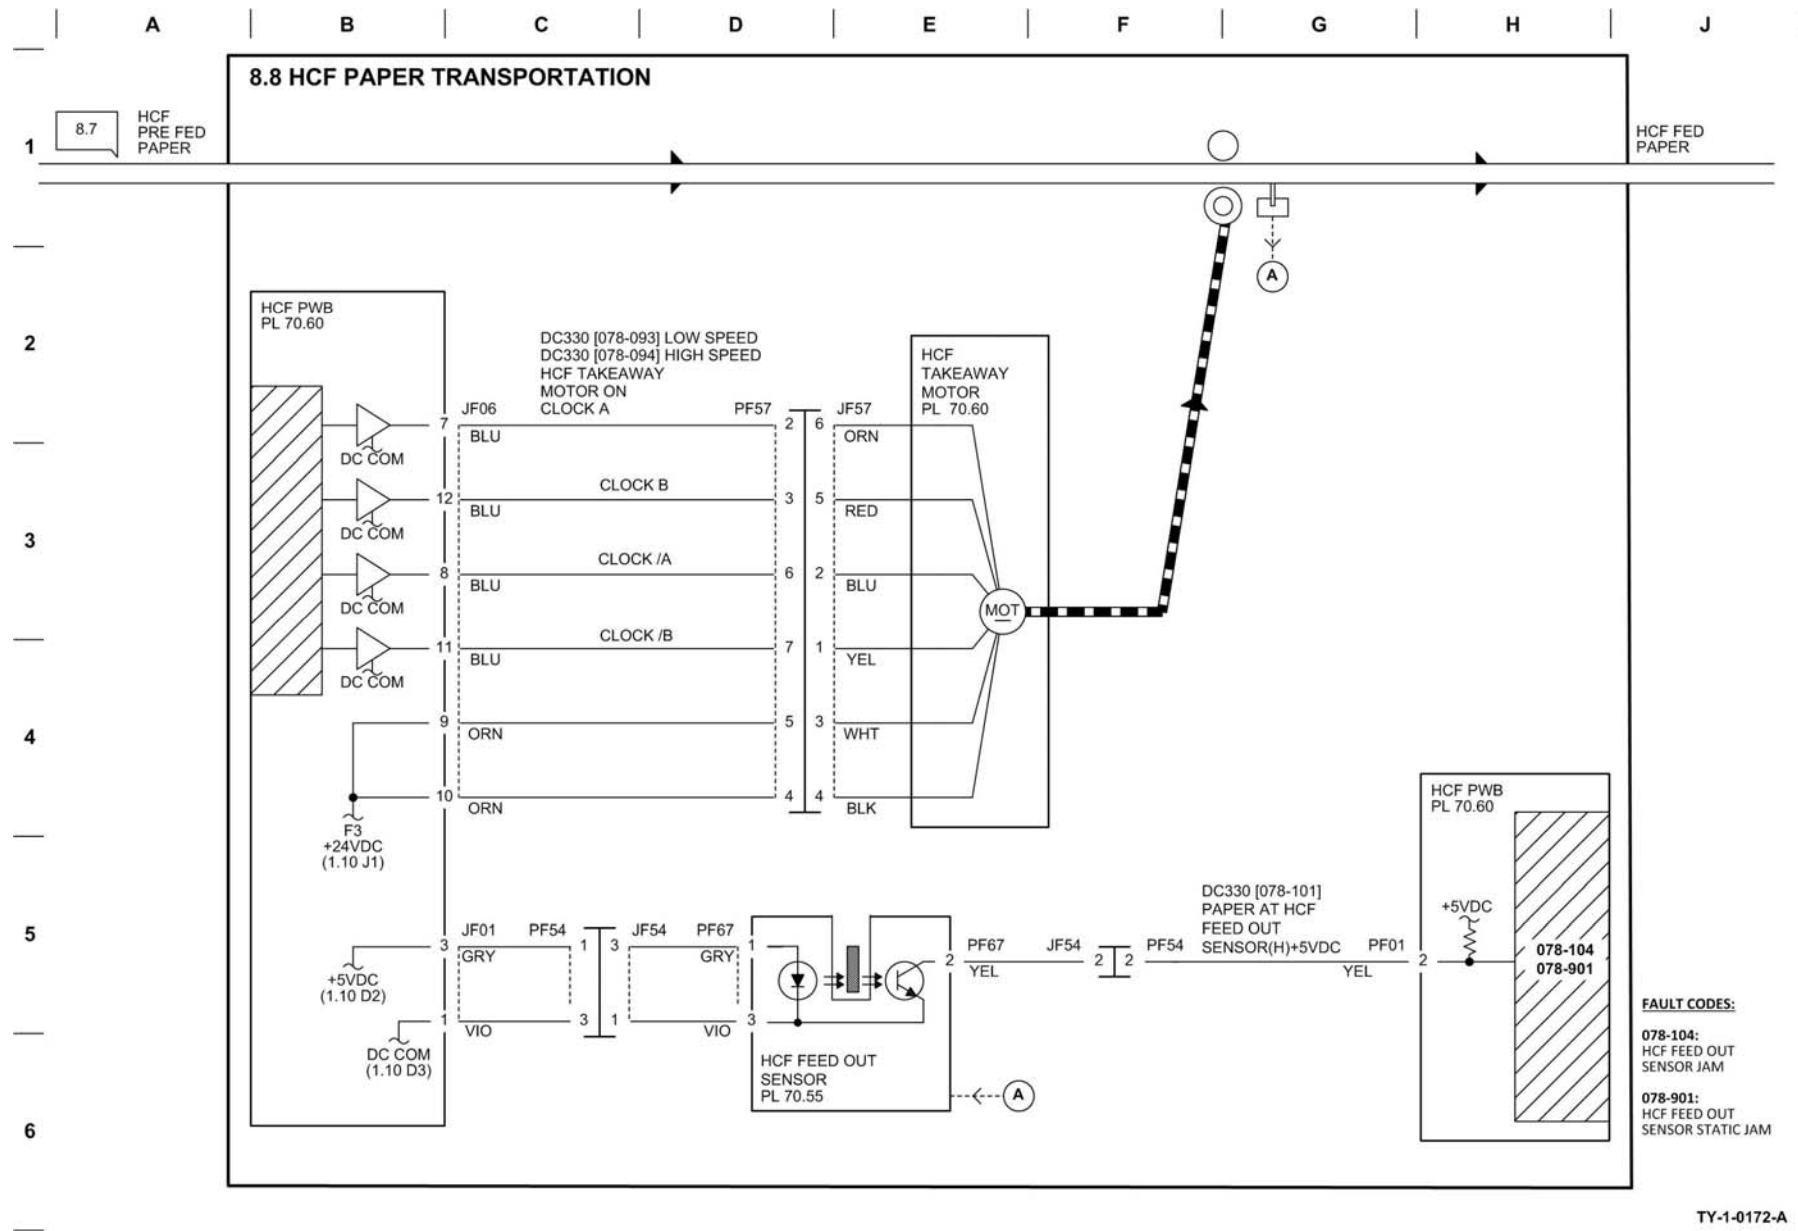 A B C D E F G H J
8.8 HCF PAPER TRANSPORTATION
1
8.7
HCF
PRE FED
PAPER
HCF FED
PAPER
A
2
HCF PWB
PL 70.60
DC330 [078-093] LOW SPEED
DC330 [078-094] HIGH SPEED
HCF TAKEAWAY
MOTOR ON
CLOCK A
HCF
TAKEAWAY
MOTOR
PL 70.60
JF06 PF57 JF57
7 2 6
BLU ORN
DC COM
CLOCK B
12 3 5
BLU RED
DC COM
3
CLOCK /A
8 6 2
BLU BLU
DC COM
MOT
CLOCK /B
11 7 1
BLU YEL
DC COM
4
9 5 3
ORN WHT
10 4 4
ORN BLK
F3
+24VDC
(1.10 J1)
HCF PWB
PL 70.60
5
JF01 PF54 JF54 PF67
3 1 3 1
GRY GRY
+5VDC
(1.10 D2)
1 3 1 3
VIO VIO
DC COM
(1.10 D3)
HCF FEED OUT
SENSOR
PL 70.55
A
PF67 JF54 PF54
2 2 2
YEL
DC330 [078-101]
PAPER AT HCF
FEED OUT
SENSOR(H)+5VDC
PF01
YEL
2
+5VDC
078-104
078-901
6
FAULT CODES:
078-104:
HCF FEED OUT
SENSOR JAM
078-901:
HCF FEED OUT
SENSOR STATIC JAM
TY-1-0172-A